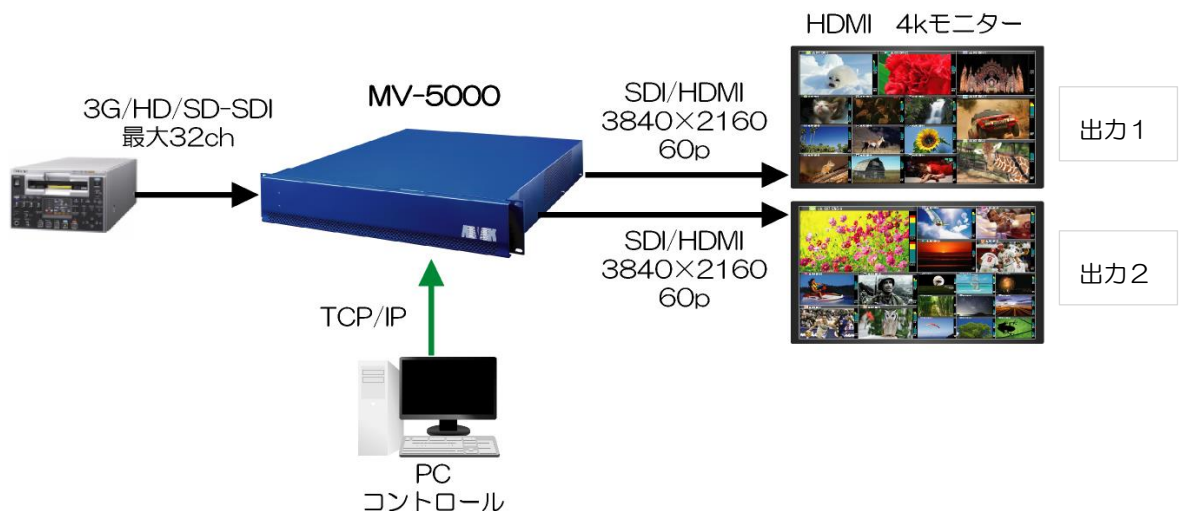 HDMI 4kモニター
3G/HD/SD-SDI
最大32ch
MV-5000
SDI/HDMI
3840×2160
60p
出力1
SDI/HDMI
3840×2160
60p
出力2
TCP/IP
PC
コントロール